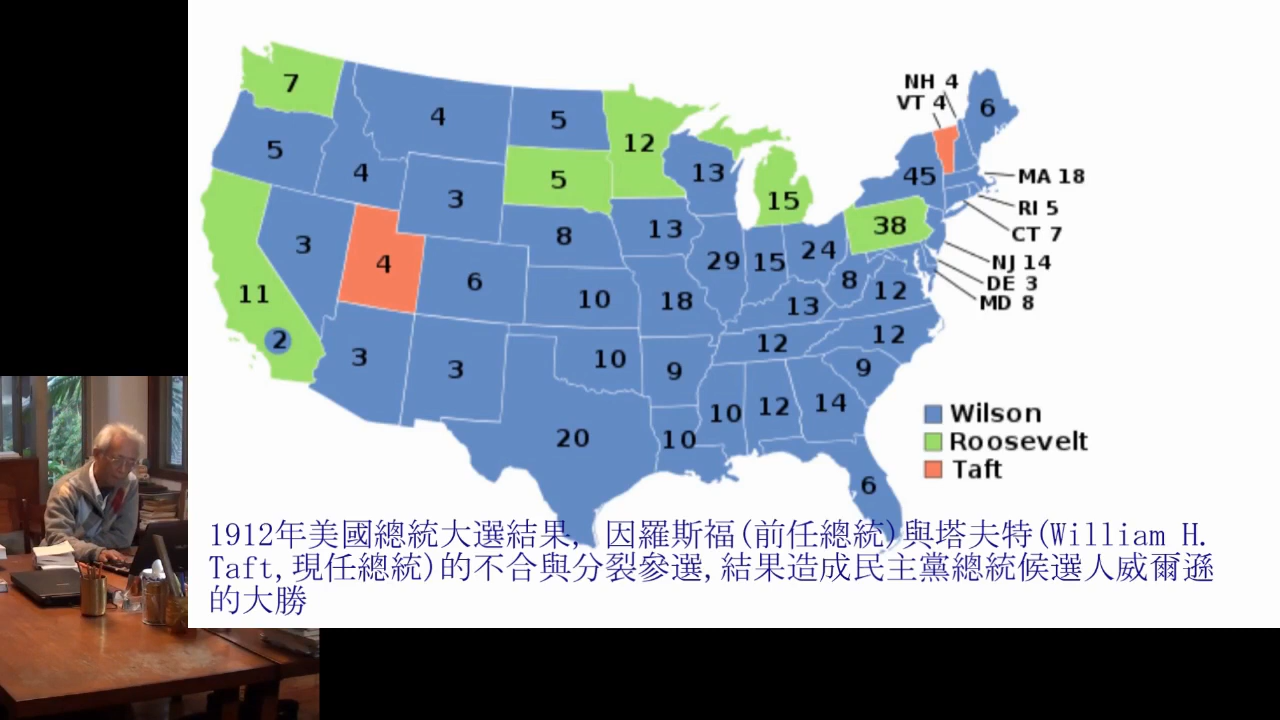 NH 4
7
VT 4
6
4
5
12
5
13
4
45
MA 18
5
3
15
RI 5
38
CT 7
3
8
13
24
4
29
15
NJ 14
6
8
12
DE 3
11
10
18
13
MD 8
2
12
12
3
10
3
9
9
10
12
14
Wilson
20
10
Roosevelt
Taft
6
1912年美國總統大選結果, 因羅斯福(前任總統)與塔夫特(William H.
Taft,現任總統)的不合與分裂參選,結果造成民主黨總統侯選人威爾遜
的大勝